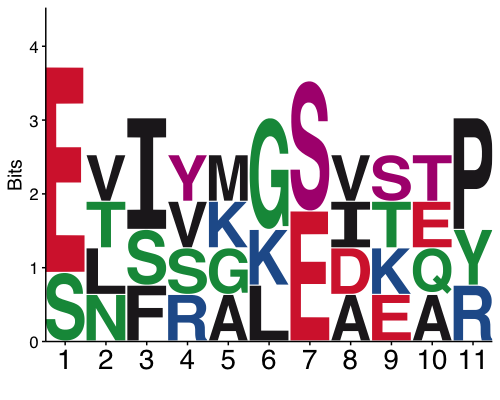 4
3
2
1
0
Bits
E S
V T L N
I S F
Y V S R
M K G A
G K L
S E
V I D A
S T K E
T E Q A
P Y R
1 2 3 4 5 6 7 8 9 10 11